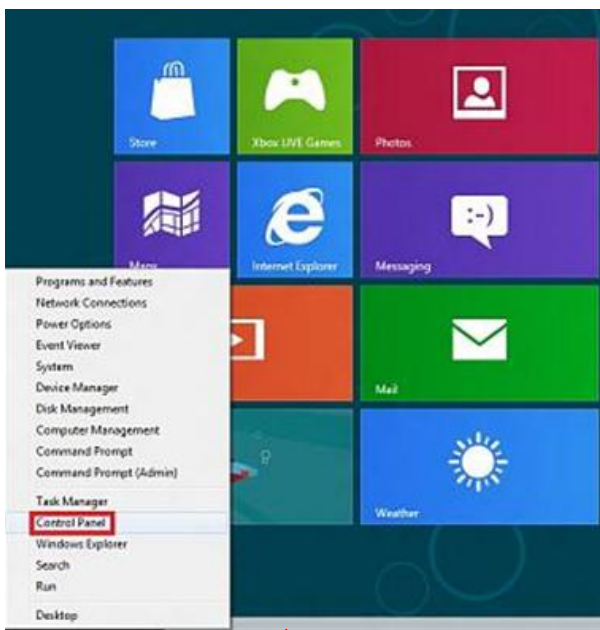 Store
Xbox LIVE Games
Photos
Maps
Internet Explorer
Messaging
Programs and Features
Network Connections
Power Options
Event Viewer
System
Device Manager
Disk Management
Computer Management
Command Prompt
Command Prompt (Admin)
Task Manager
Control Panel
Windows Explorer
Search
Run
Desktop
Mail
Weather